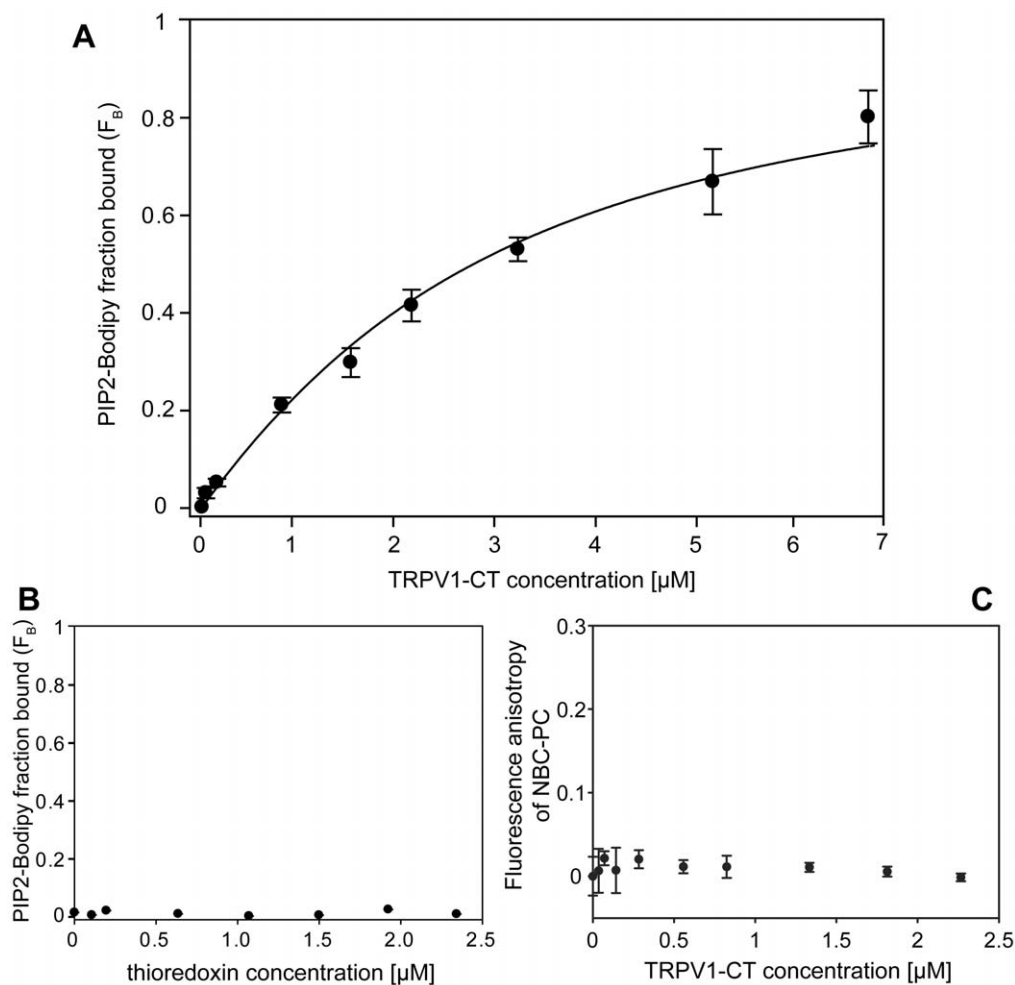 A
PIP2-Bodipy fraction bound (F_B)
1
0.8
0.6
0.4
0.2
0
0 1 2 3 4 5 6 7
TRPV1-CT concentration [µM]
B
PIP2-Bodipy fraction bound (F_B)
1
0.8
0.6
0.4
0.2
0
0 0.5 1.0 1.5 2.0 2.5
thioredoxin concentration [µM]
C
Fluorescence anisotropy
of NBC-PC
0.3
0.2
0.1
0
0 0.5 1 1.5 2 2.5
TRPV1-CT concentration [µM]